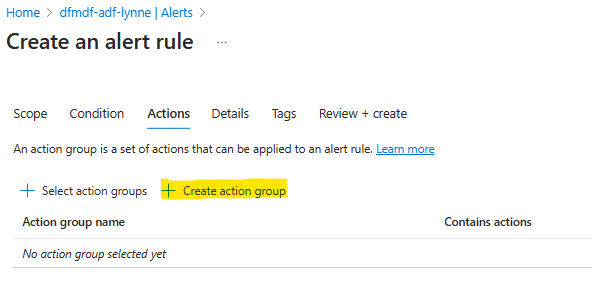 Home > dfmdf-adf-lynne | Alerts >
Create an alert rule ...
Scope Condition Actions Details Tags Review + create
An action group is a set of actions that can be applied to an alert rule. Learn more
+ Select action groups + Create action group
Action group name Contains actions
No action group selected yet